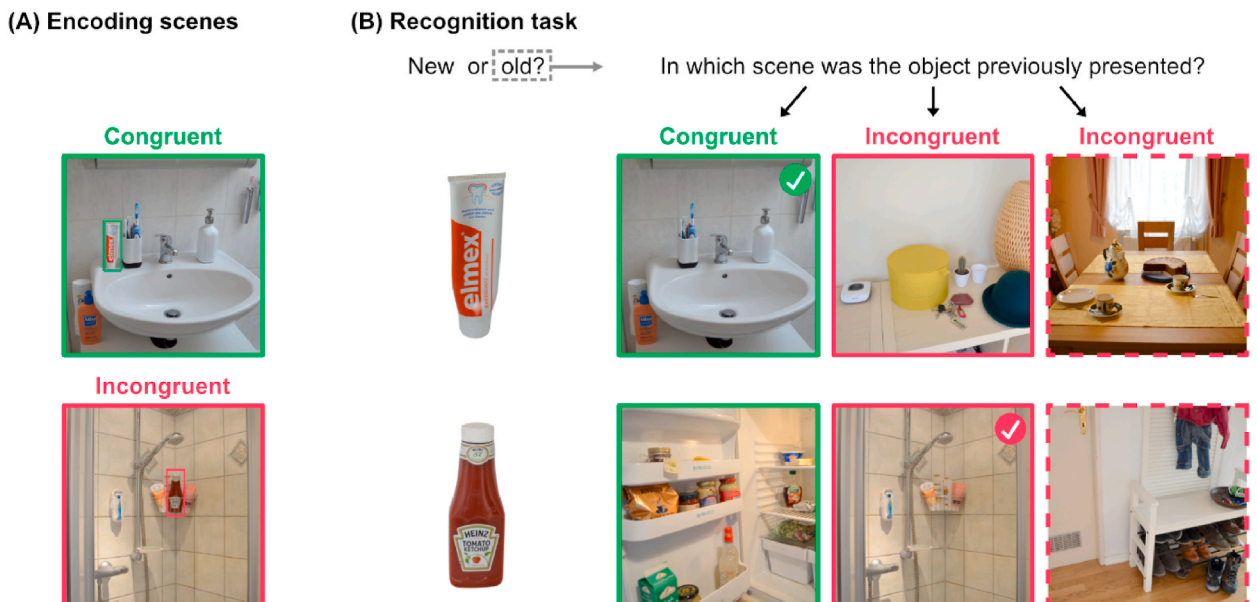 (A) Encoding scenes
(B) Recognition task
New or old?
In which scene was the object previously presented?
Congruent
Congruent
Incongruent
Incongruent
elmex
Incongruent
elmex
HEINZ
TOMATO
KETCHUP